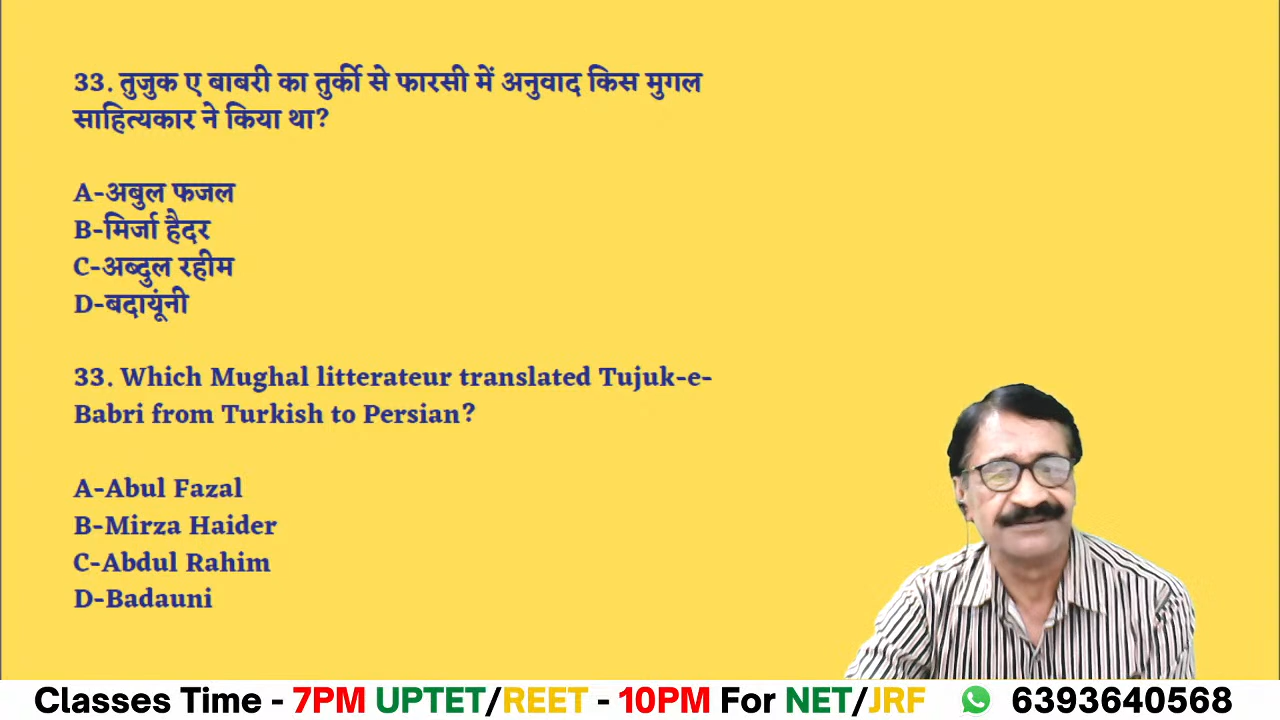 33. तुजुक ए बाबरी का तुर्की से फारसी में अनुवाद किस मुगल
साहित्यकार ने किया था?
A-अबुल फजल
B-मिर्जा हैदर
C-अब्दुल रहीम
D-बदायूंनी
33. Which Mughal litterateur translated Tujuk-e-
Babri from Turkish to Persian?
A-Abul Fazal
B-Mirza Haider
C-Abdul Rahim
D-Badauni
Classes Time - 7PM UPTET/REET - 10PM For NET/JRF 6393640568